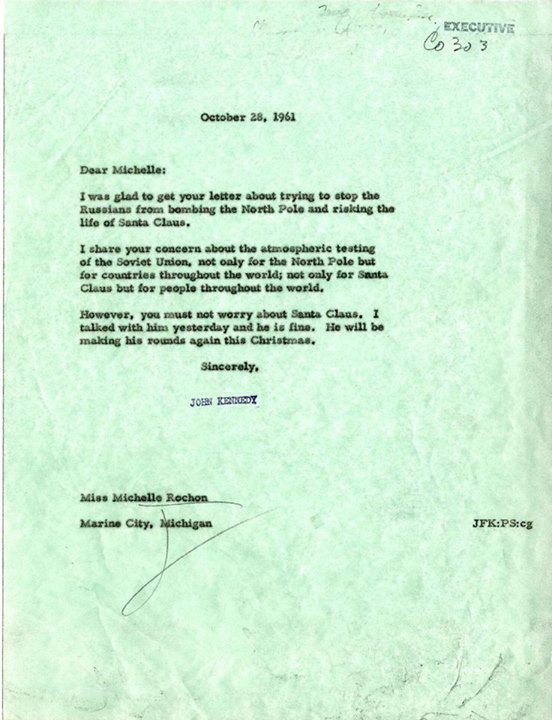 EXECUTIVE
Co 303
October 28, 1961
Dear Michelle:
I was glad to get your letter about trying to stop the
Russians from bombing the North Pole and risking the
life of Santa Claus.
I share your concern about the atmospheric testing
of the Soviet Union, not only for the North Pole but
for countries throughout the world; not only for Santa
Claus but for people throughout the world.
However, you must not worry about Santa Claus. I
talked with him yesterday and he is fine. He will be
making his rounds again this Christmas.
Sincerely,
JOHN KENNEDY
Miss Michelle Rochon
Marine City, Michigan
JFK:PS:cg